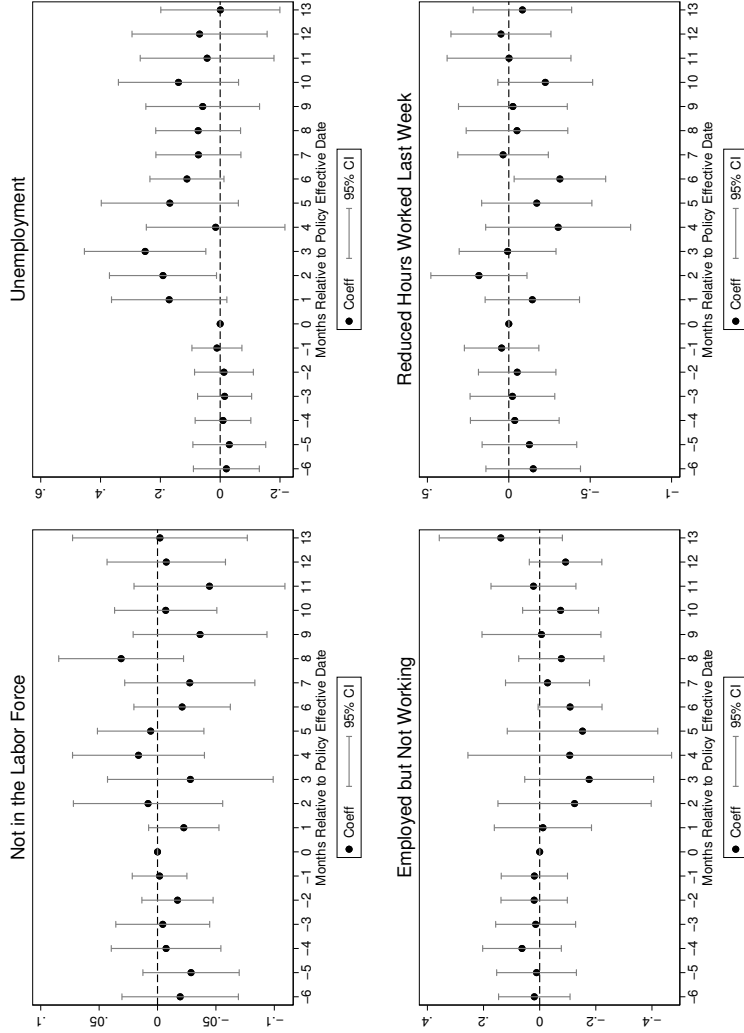 Not in the Labor Force
.1
.05
0
−.05
−.1
−6 −5 −4 −3 −2 −1 0 1 2 3 4 5 6 7 8 9 10 11 12 13
Months Relative to Policy Effective Date
Coeff 95% CI
Unemployment
.6
.4
.2
0
−.2
−6 −5 −4 −3 −2 −1 0 1 2 3 4 5 6 7 8 9 10 11 12 13
Months Relative to Policy Effective Date
Coeff 95% CI
Employed but Not Working
.4
.2
0
−.2
−.4
−6 −5 −4 −3 −2 −1 0 1 2 3 4 5 6 7 8 9 10 11 12 13
Months Relative to Policy Effective Date
Coeff 95% CI
Reduced Hours Worked Last Week
.5
0
−.5
−1
−6 −5 −4 −3 −2 −1 0 1 2 3 4 5 6 7 8 9 10 11 12 13
Months Relative to Policy Effective Date
Coeff 95% CI